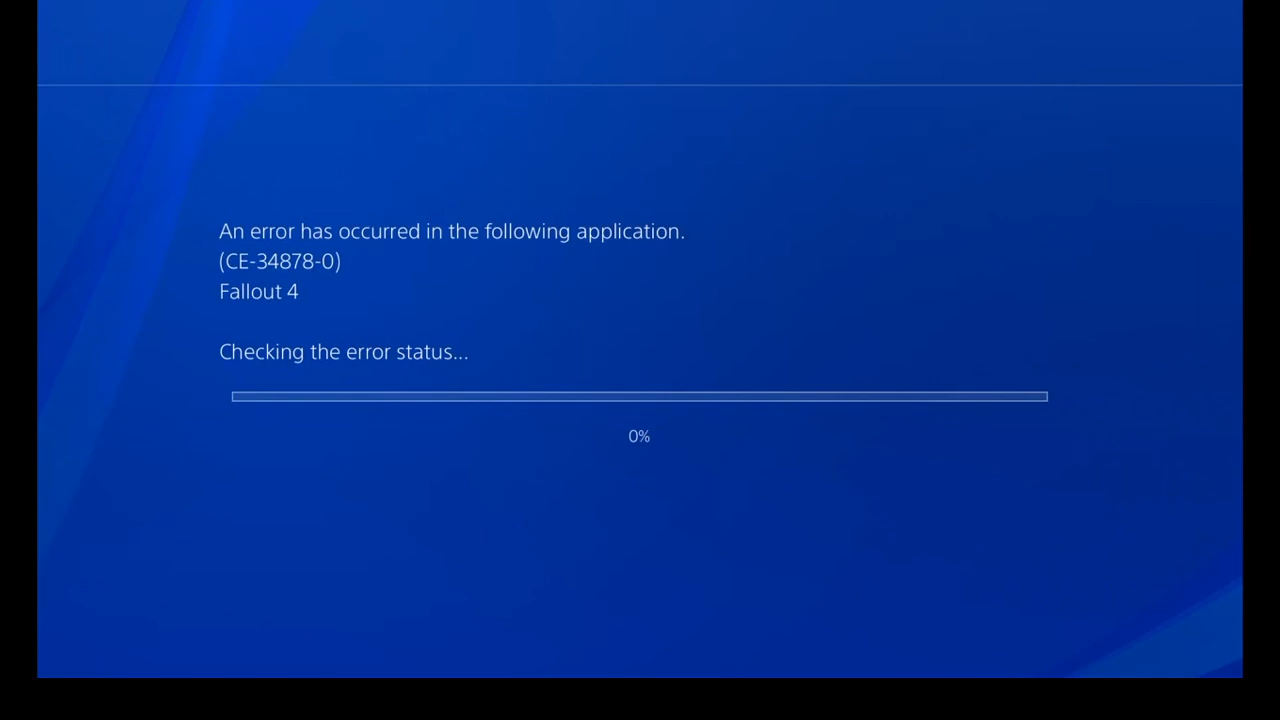 An error has occurred in the following application.
(CE-34878-0)
Fallout 4
Checking the error status...
0%